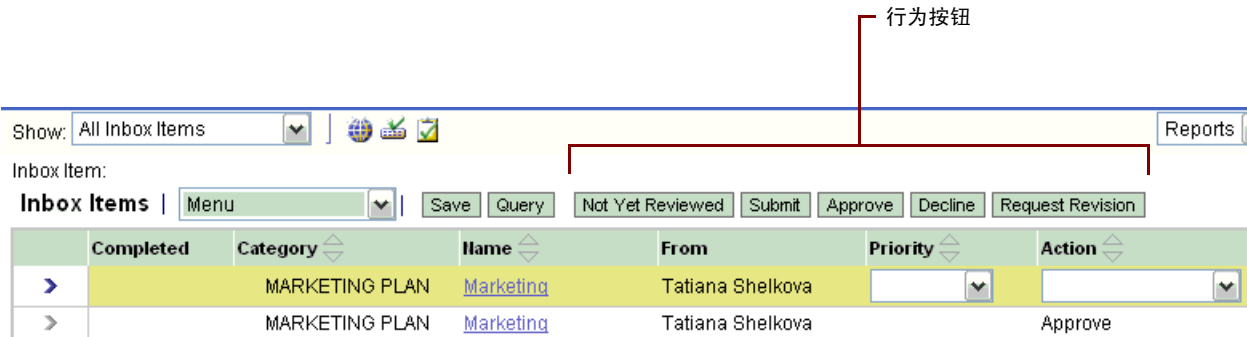 行为按钮
Show: All Inbox Items Reports
Inbox Item:
Inbox Items | Menu Save Query Not Yet Reviewed Submit Approve Decline Request Revision
Completed Category Name From Priority Action
MARKETING PLAN Marketing Tatiana Shelkova
MARKETING PLAN Marketing Tatiana Shelkova Approve